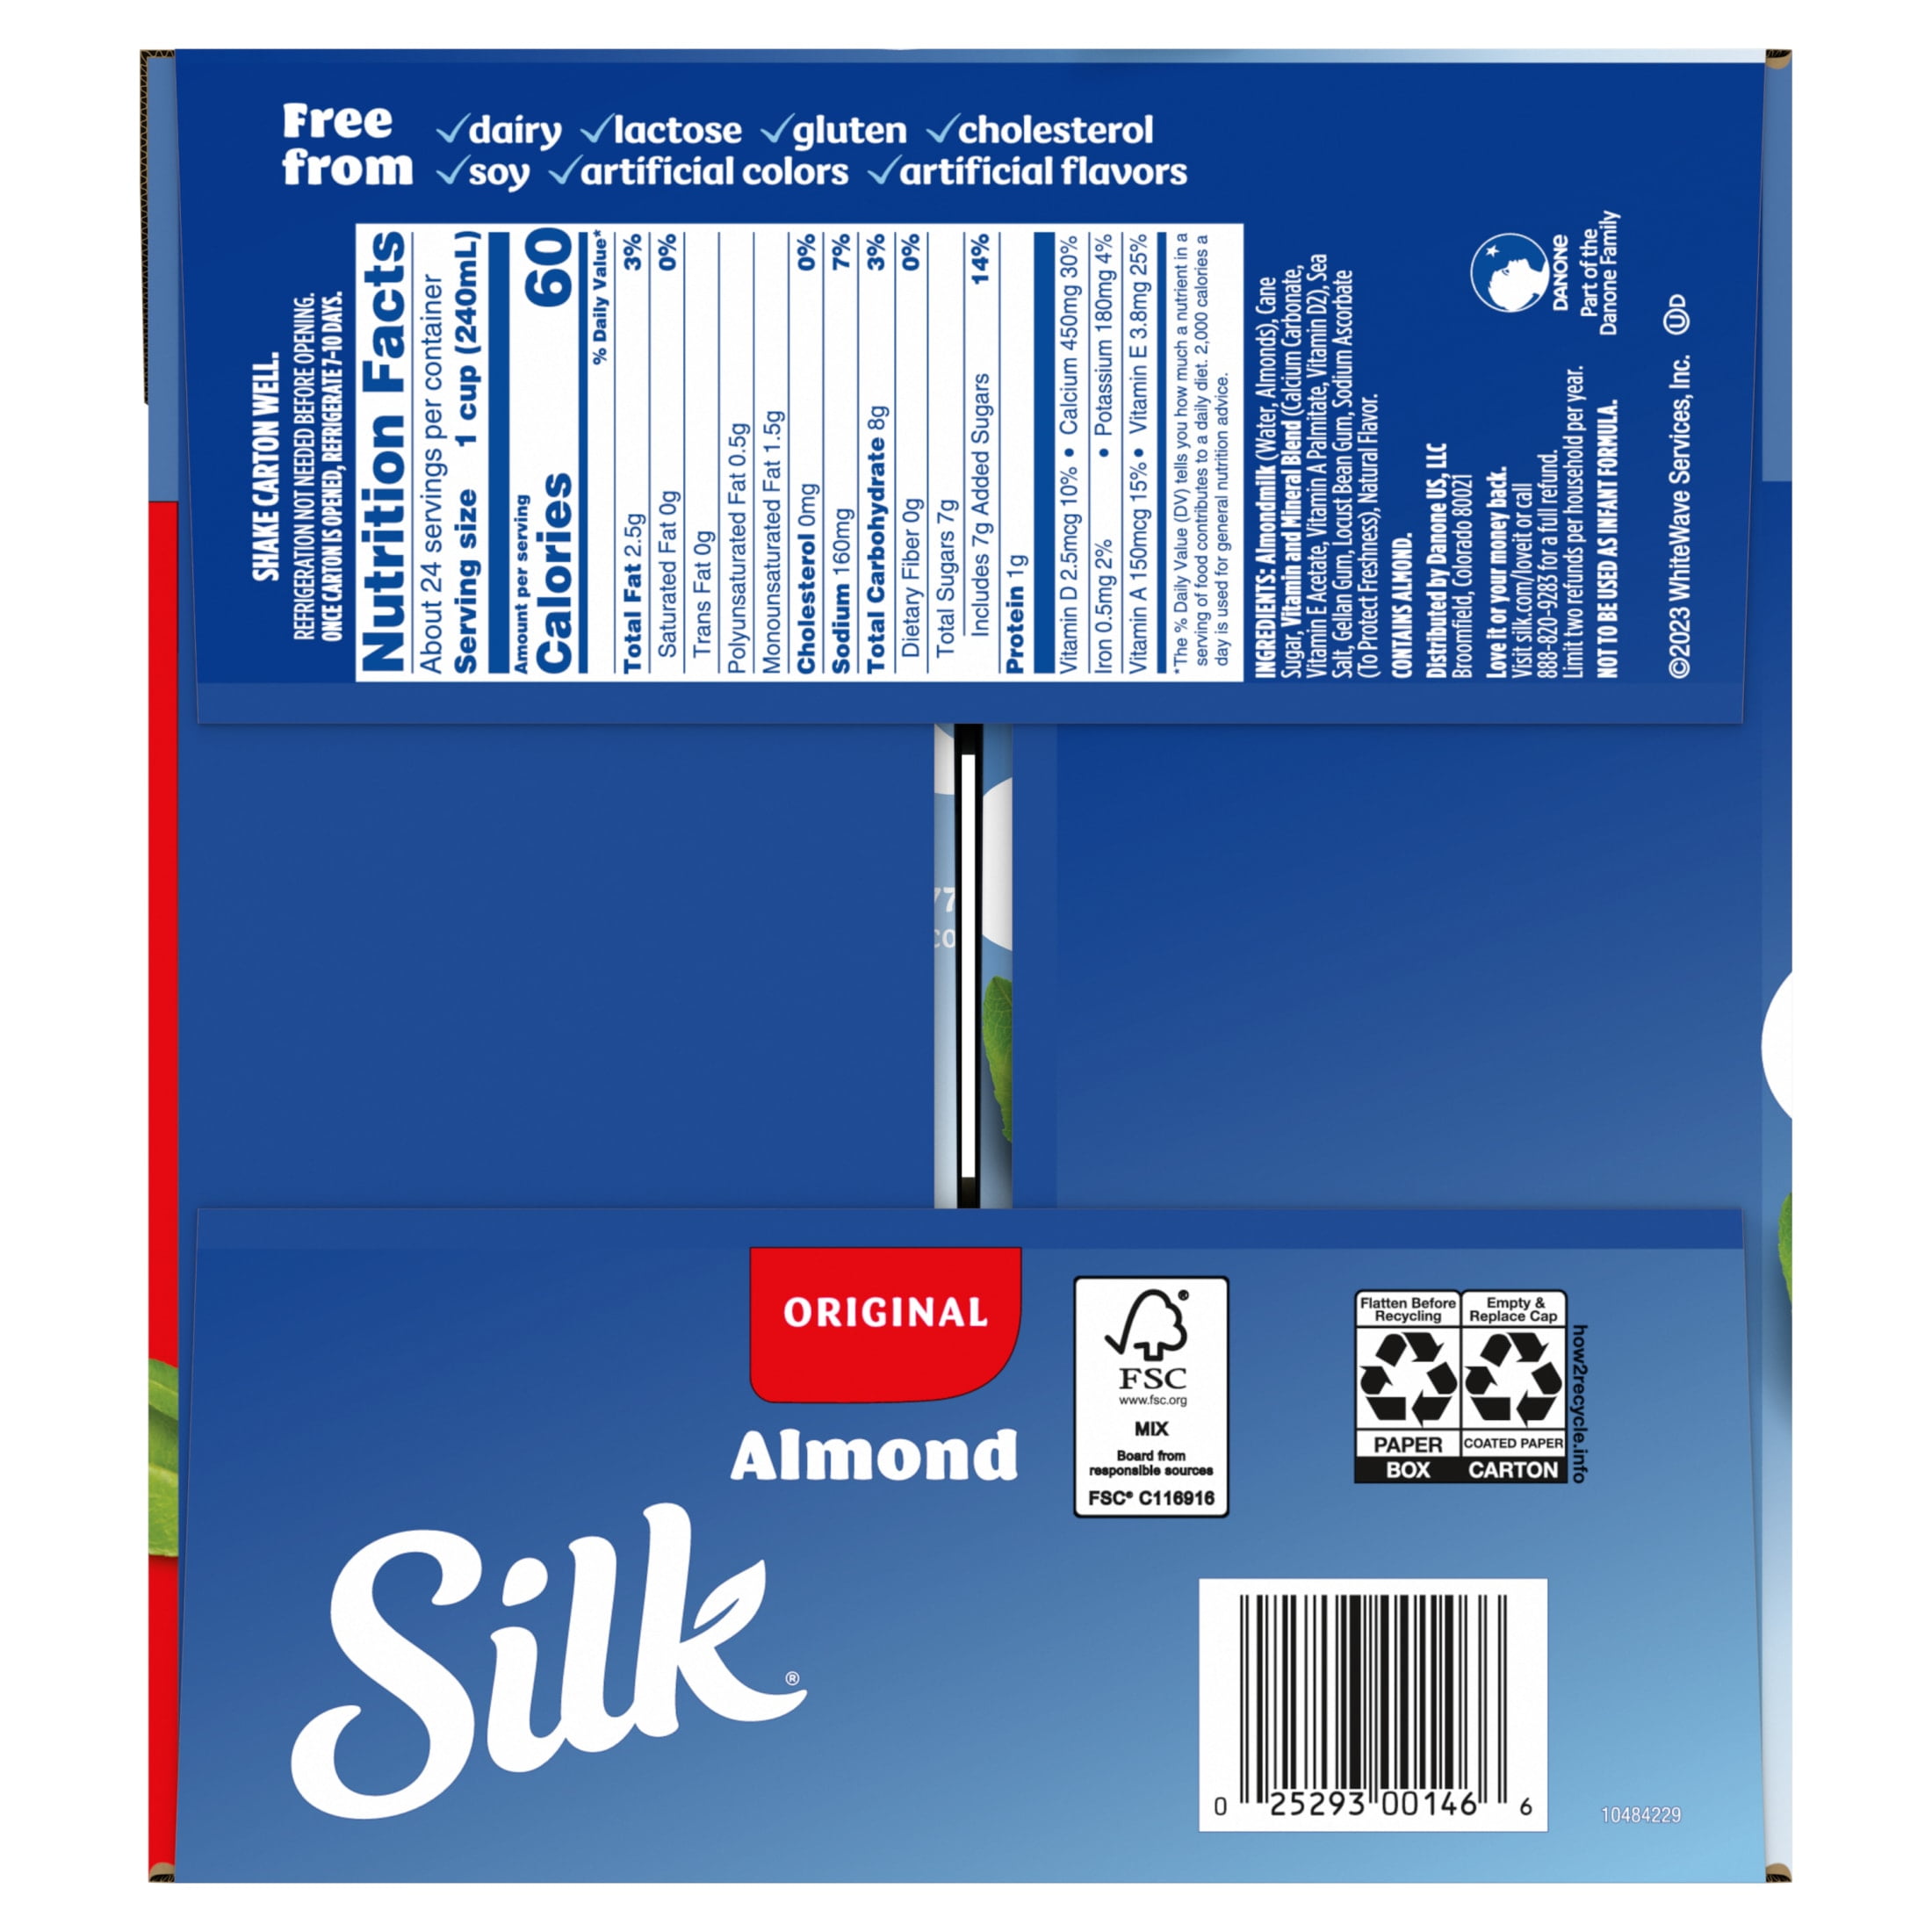 Free
from
dairy lactose gluten cholesterol
soy artificial colors artificial flavors
SHAKE CARTON WELL.
REFRIGERATION NOT NEEDED BEFORE OPENING.
ONCE CARTON IS OPENED, REFRIGERATE 7-10 DAYS.
Nutrition Facts
About 24 servings per container
Serving size 1 cup (240mL)
Amount per serving
Calories 60
% Daily Value*
Total Fat 2.5g 3%
Saturated Fat 0g 0%
Trans Fat 0g
Polyunsaturated Fat 0.5g
Monounsaturated Fat 1.5g
Cholesterol 0mg 0%
Sodium 160mg 7%
Total Carbohydrate 8g 3%
Dietary Fiber 0g 0%
Total Sugars 7g
Includes 7g Added Sugars 14%
Protein 1g
Vitamin D 2.5mcg 10% • Calcium 450mg 30%
Iron 0.5mg 2% • Potassium 180mg 4%
Vitamin A 150mcg 15% • Vitamin E 3.8mg 25%
*The % Daily Value (DV) tells you how much a nutrient in a
serving of food contributes to a daily diet. 2,000 calories a
day is used for general nutrition advice.
INGREDIENTS: Almondmilk (Water, Almonds), Cane
Sugar, Vitamin and Mineral Blend (Calcium Carbonate,
Vitamin E Acetate, Vitamin A Palmitate, Vitamin D2), Sea
Salt, Gellan Gum, Locust Bean Gum, Sodium Ascorbate
(To Protect Freshness), Natural Flavor.
CONTAINS ALMOND.
Distributed by Danone US, LLC
Broomfield, Colorado 80021
Love it or your money back.
Visit silk.com/loveit or call
888-820-9283 for a full refund.
Limit two refunds per household per year.
NOT TO BE USED AS INFANT FORMULA.
DANONE
Part of the
Danone Family
©2023 WhiteWave Services, Inc. Ⓤ D
77
CO
ORIGINAL
Almond
Silk®
®
FSC
www.fsc.org
MIX
Board from
responsible sources
FSC® C116916
Flatten Before
Recycling
Empty &
Replace Cap
PAPER
COATED PAPER
BOX
CARTON
how2recycle.info
0 25293 00146 6
10484229